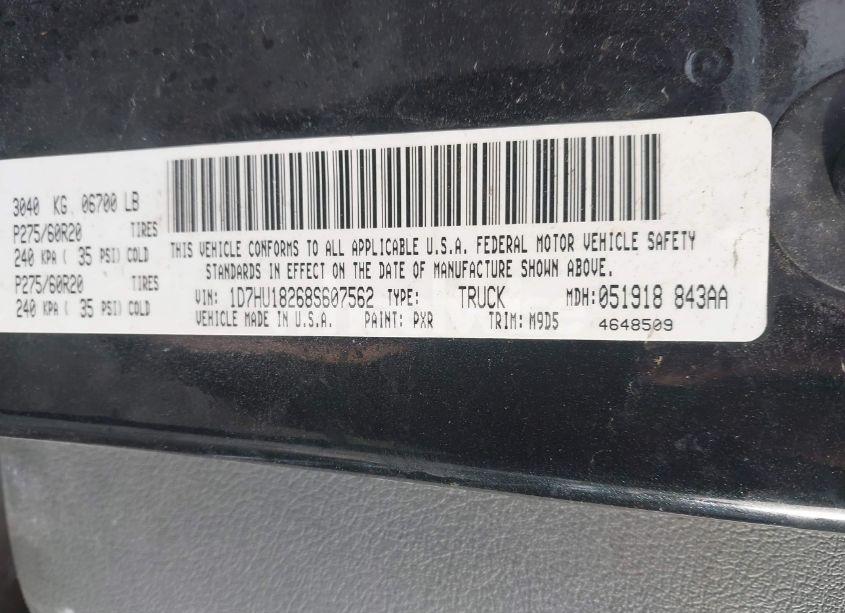 3040 KG 06700 LB
P275/60R20 TIRES
240 KPA ( 35 PSI) COLD
P275/60R20 TIRES
240 KPA ( 35 PSI) COLD
THIS VEHICLE CONFORMS TO ALL APPLICABLE U.S.A. FEDERAL MOTOR VEHICLE SAFETY
STANDARDS IN EFFECT ON THE DATE OF MANUFACTURE SHOWN ABOVE.
VIN: 1D7HU18268S607562 TYPE: TRUCK MDH:051918 843AA
VEHICLE MADE IN U.S.A. PAINT: PXR TRIM:M9D5 4648509